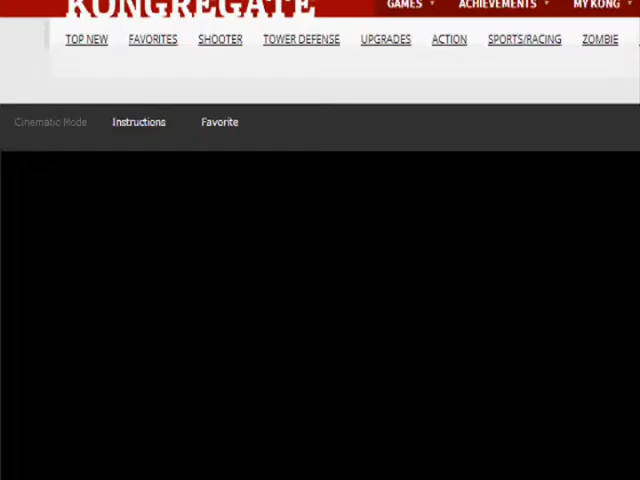 KONGREGATE GAMES ACHIEVEMENTS MY KONG
TOP NEW FAVORITES SHOOTER TOWER DEFENSE UPGRADES ACTION SPORTS/RACING ZOMBIE
Cinematic Mode Instructions Favorite